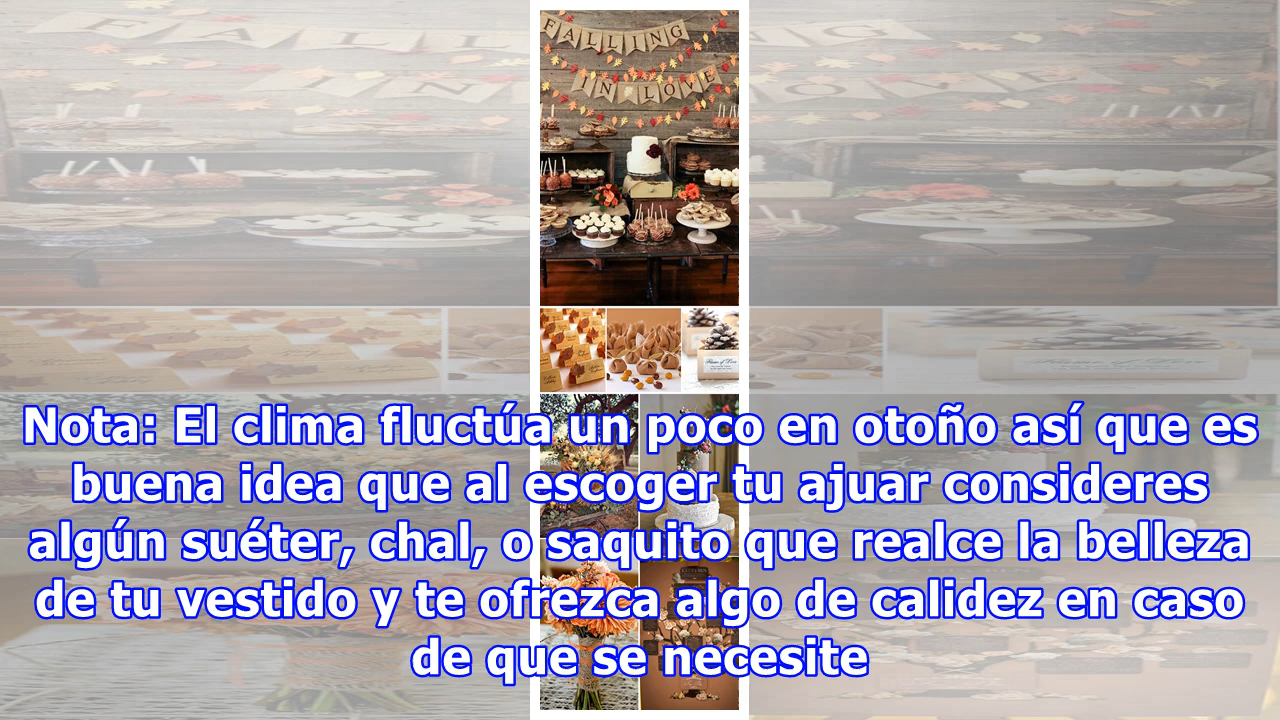 FALLING
IN LOVE
Nota: El clima fluctúa un poco en otoño así que es
buena idea que al escoger tu ajuar consideres
algún suéter, chal, o saquito que realce la belleza
de tu vestido y te ofrezca algo de calidez en caso
de que se necesite